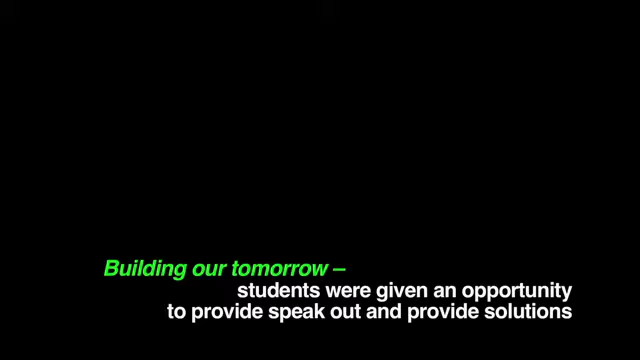 Building our tomorrow –
students were given an opportunity
to provide speak out and provide solutions